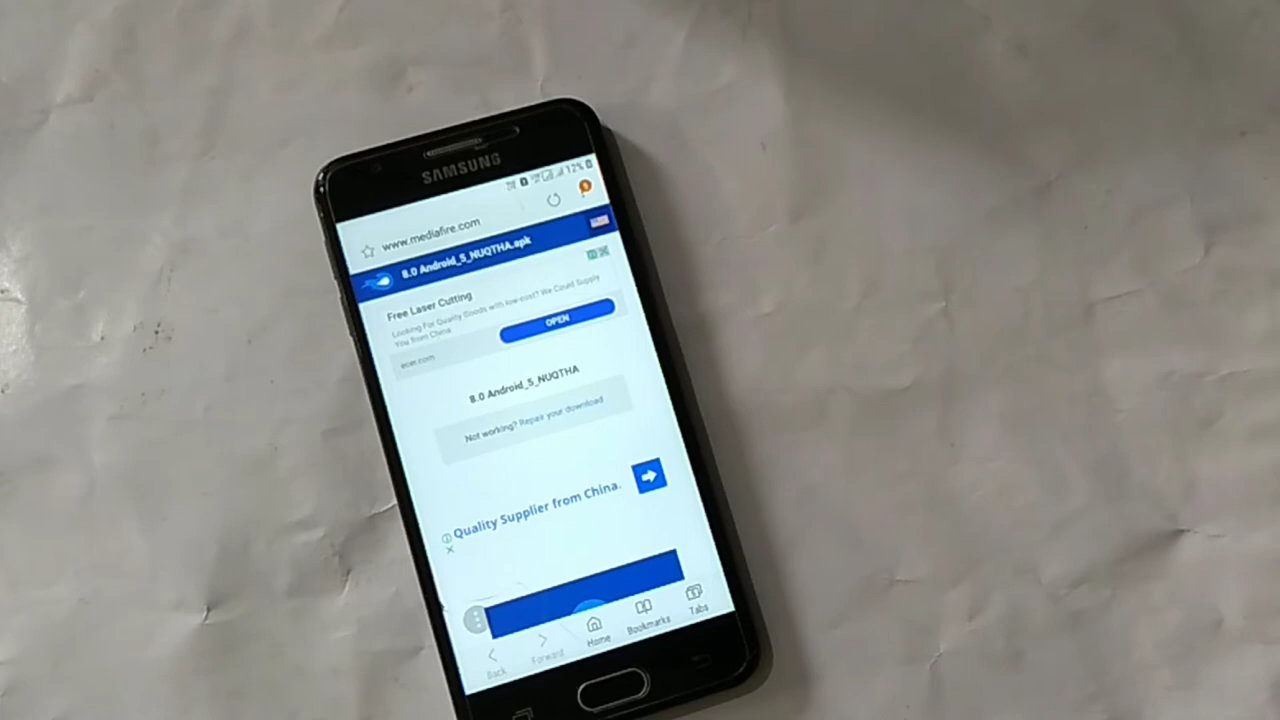 SAMSUNG
12%
www.mediafire.com
8.0 Android_5_NUQTHA.apk
Free Laser Cutting
Looking For Quality Goods with low-cost? We Could Supply
You from China
ecer.com
OPEN
8.0 Android_5_NUQTHA
Not working? Repair your download
Quality Supplier from China.
Back
Forward
Home
Bookmarks
Tabs